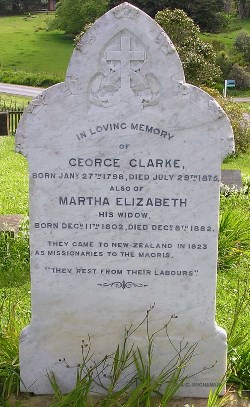 IN LOVING MEMORY
OF
GEORGE CLARKE,
BORN JANY 27TH 1798, DIED JULY 29TH 1875.
ALSO OF
MARTHA ELIZABETH
HIS WIDOW,
BORN DECR 11TH 1802, DIED DECR 8TH 1882.
THEY CAME TO NEW ZEALAND IN 1823
AS MISSIONARIES TO THE MAORIS.
"THEY REST FROM THEIR LABOURS"